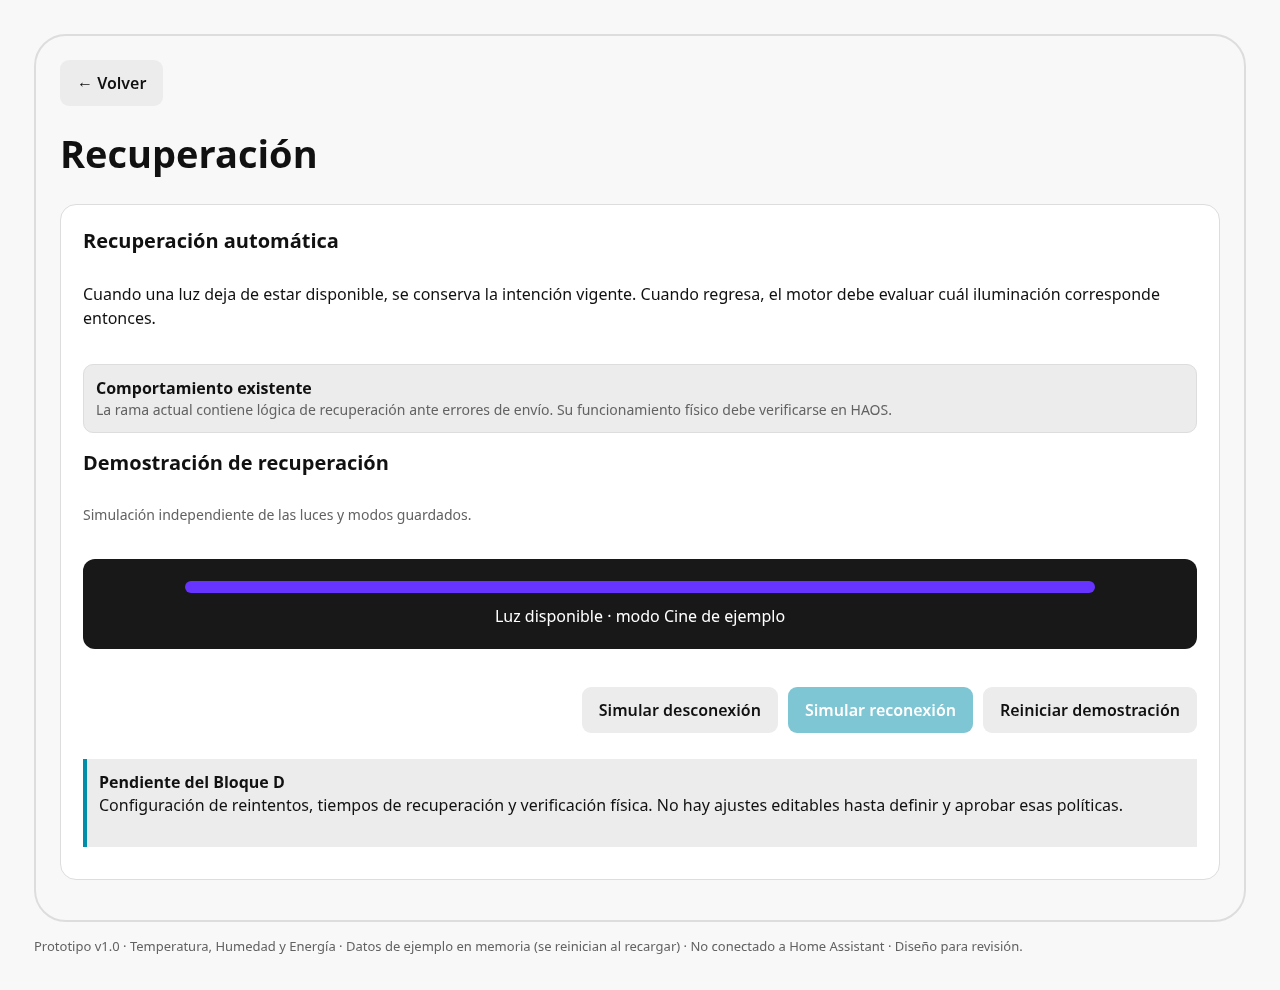 ← Volver
Recuperación
Recuperación automática
Cuando una luz deja de estar disponible, se conserva la intención vigente. Cuando regresa, el motor debe evaluar cuál iluminación corresponde
entonces.
Comportamiento existente
La rama actual contiene lógica de recuperación ante errores de envío. Su funcionamiento físico debe verificarse en HAOS.
Demostración de recuperación
Simulación independiente de las luces y modos guardados.
Luz disponible · modo Cine de ejemplo
Simular desconexión
Simular reconexión
Reiniciar demostración
Pendiente del Bloque D
Configuración de reintentos, tiempos de recuperación y verificación física. No hay ajustes editables hasta definir y aprobar esas políticas.
Prototipo v1.0 · Temperatura, Humedad y Energía · Datos de ejemplo en memoria (se reinician al recargar) · No conectado a Home Assistant · Diseño para revisión.